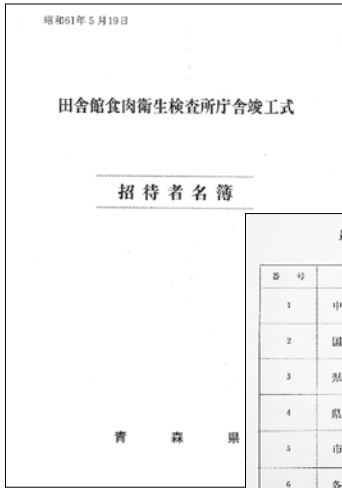 昭和61年5月19日
田舎館食肉衛生検査所庁舎竣工式
招待者名簿
青森県
番号
1 中
2 国
3 県
4 県
5 市
6 各